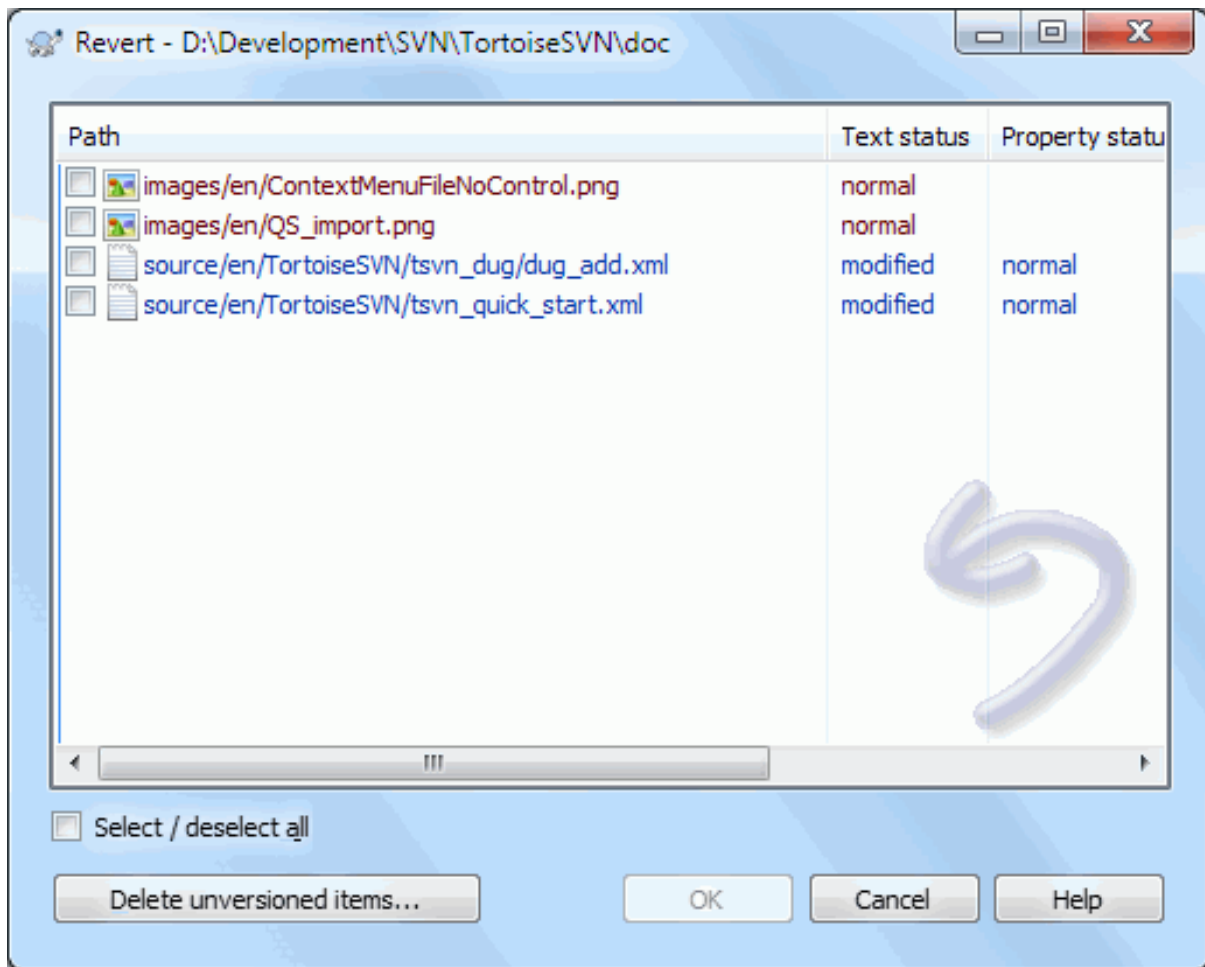 Revert - D:\Development\SVN\TortoiseSVN\doc
Path Text status Property statu
images/en/ContextMenuFileNoControl.png normal
images/en/QS_import.png normal
source/en/TortoiseSVN/tsvn_dug/dug_add.xml modified normal
source/en/TortoiseSVN/tsvn_quick_start.xml modified normal
Select / deselect all
Delete unversioned items... OK Cancel Help